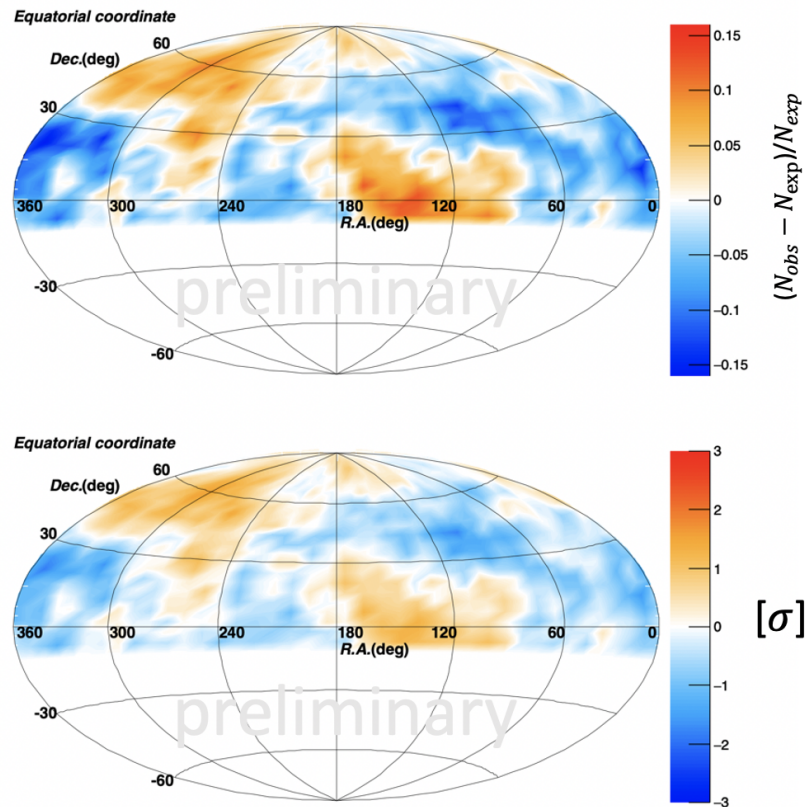 Equatorial coordinate
60
Dec.(deg)
30
360 300 240 180 120 60 0
R.A.(deg)
-30
-60
preliminary
0.15
0.1
0.05
0
−0.05
−0.1
−0.15
(N_obs − N_exp)/N_exp
Equatorial coordinate
60
Dec.(deg)
30
360 300 240 180 120 60 0
R.A.(deg)
-30
-60
preliminary
3
2
1
0
−1
−2
−3
[σ]